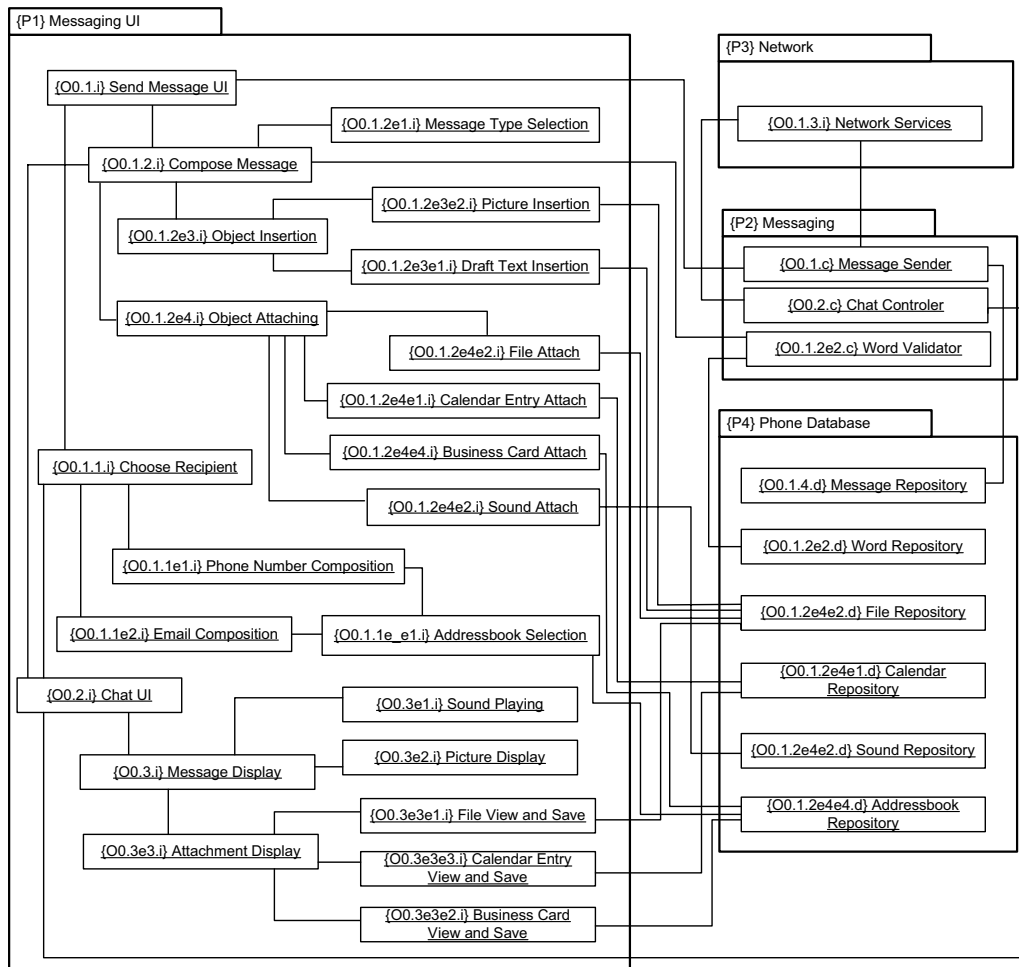 {P1} Messaging UI
{O0.1.i} Send Message UI
{O0.1.2e1.i} Message Type Selection
{O0.1.2.i} Compose Message
{O0.1.2e3e2.i} Picture Insertion
{O0.1.2e3.i} Object Insertion
{O0.1.2e3e1.i} Draft Text Insertion
{O0.1.2e4.i} Object Attaching
{O0.1.2e4e2.i} File Attach
{O0.1.2e4e1.i} Calendar Entry Attach
{O0.1.2e4e4.i} Business Card Attach
{O0.1.1.i} Choose Recipient
{O0.1.2e4e2.i} Sound Attach
{O0.1.1e1.i} Phone Number Composition
{O0.1.1e2.i} Email Composition
{O0.1.1e_e1.i} Addressbook Selection
{O0.2.i} Chat UI
{O0.3e1.i} Sound Playing
{O0.3.i} Message Display
{O0.3e2.i} Picture Display
{O0.3e3e1.i} File View and Save
{O0.3e3.i} Attachment Display
{O0.3e3e3.i} Calendar Entry
View and Save
{O0.3e3e2.i} Business Card
View and Save
{P3} Network
{O0.1.3.i} Network Services
{P2} Messaging
{O0.1.c} Message Sender
{O0.2.c} Chat Controler
{O0.1.2e2.c} Word Validator
{P4} Phone Database
{O0.1.4.d} Message Repository
{O0.1.2e2.d} Word Repository
{O0.1.2e4e2.d} File Repository
{O0.1.2e4e1.d} Calendar
Repository
{O0.1.2e4e2.d} Sound Repository
{O0.1.2e4e4.d} Addressbook
Repository